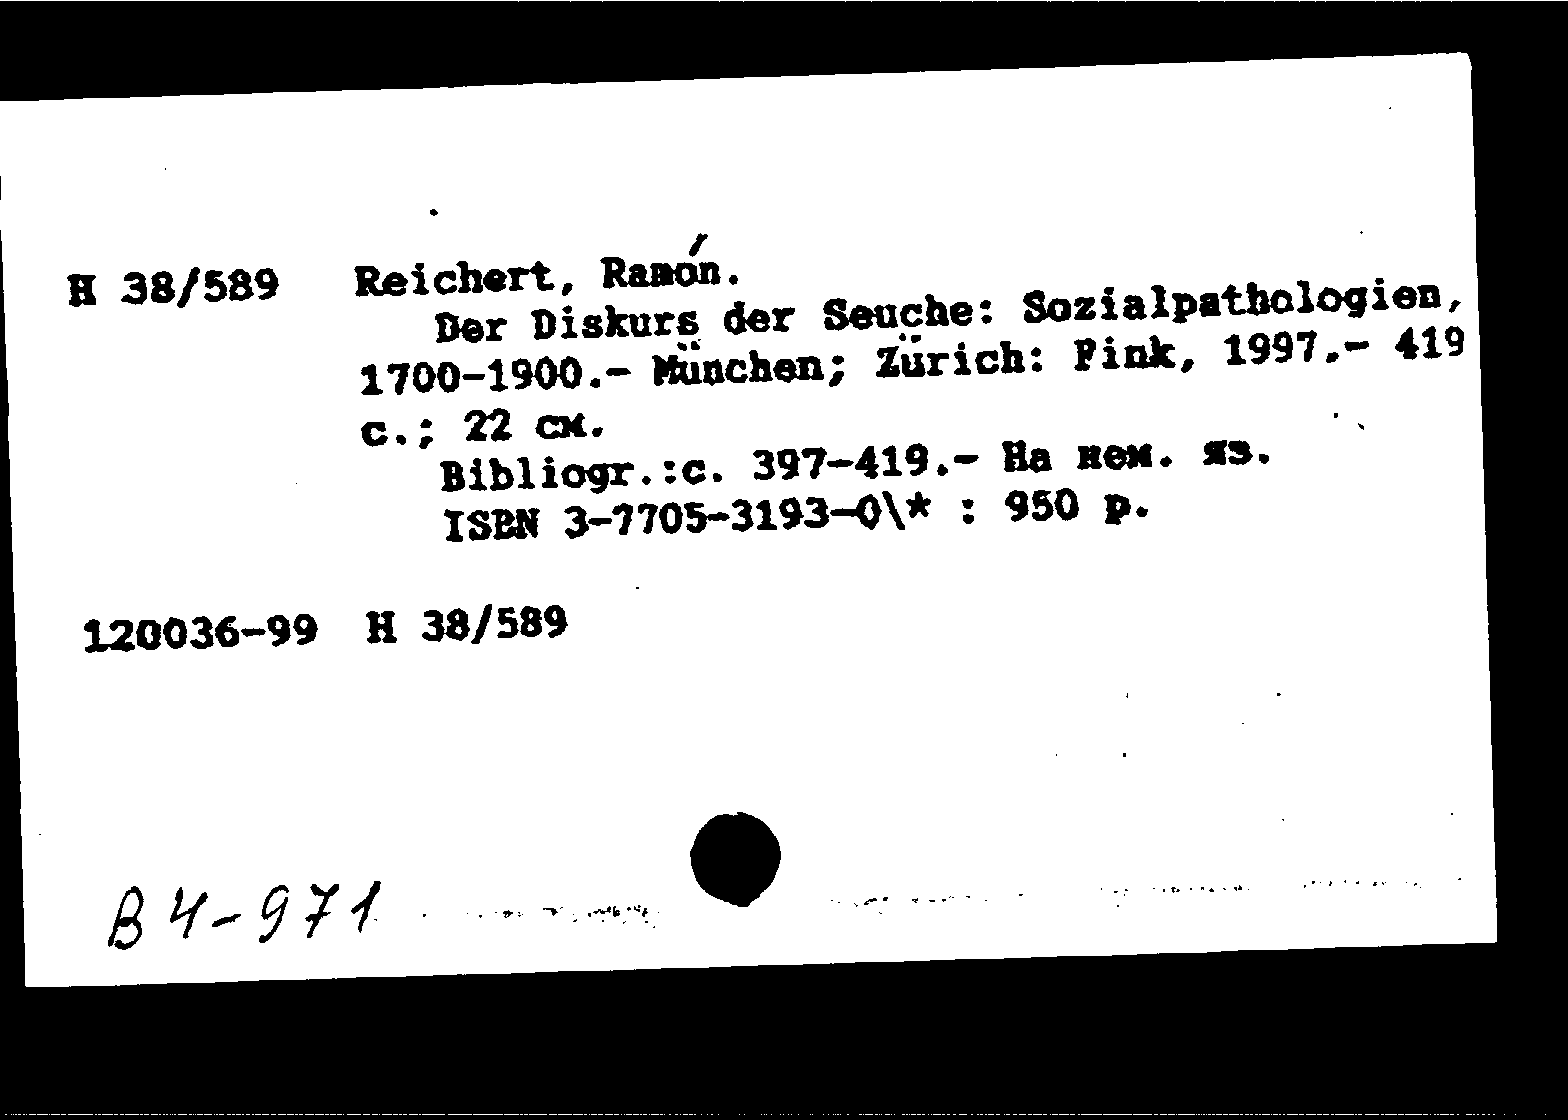 H 38/589 Reichert, Ramón.
Der Diskurs der Seuche: Sozialpathologien,
1700-1900.- München; Zürich: Fink, 1997.- 419
с.; 22 см.
Bibliogr.:с. 397-419.- На нем. яз.
ISBN 3-7705-3193-0\* : 950 р.
120036-99 H 38/589
В 4-971